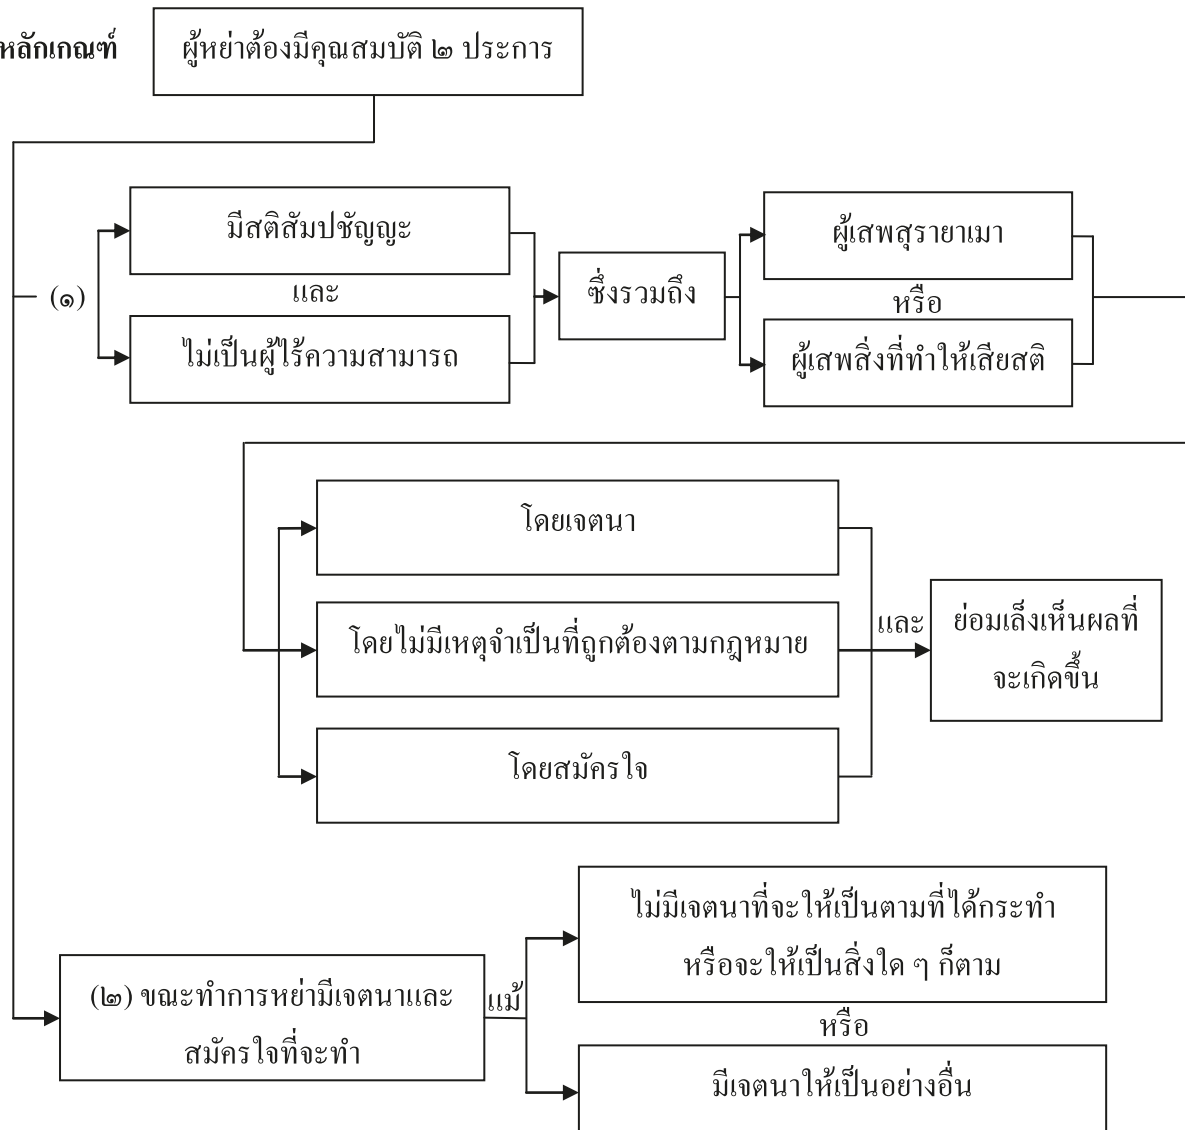 หลักเกณฑ์
ผู้หย่าต้องมีคุณสมบัติ ๒ ประการ
(๑)
มีสติสัมปชัญญะ
และ
ไม่เป็นผู้ไร้ความสามารถ
ซึ่งรวมถึง
ผู้เสพสุรายาเมา
หรือ
ผู้เสพสิ่งที่ทำให้เสียสติ
โดยเจตนา
โดยไม่มีเหตุจำเป็นที่ถูกต้องตามกฎหมาย
โดยสมัครใจ
และ
ย่อมเล็งเห็นผลที่
จะเกิดขึ้น
(๒) ขณะทำการหย่ามีเจตนาและ
สมัครใจที่จะทำ
แม้
ไม่มีเจตนาที่จะให้เป็นตามที่ได้กระทำ
หรือจะให้เป็นสิ่งใด ๆ ก็ตาม
หรือ
มีเจตนาให้เป็นอย่างอื่น